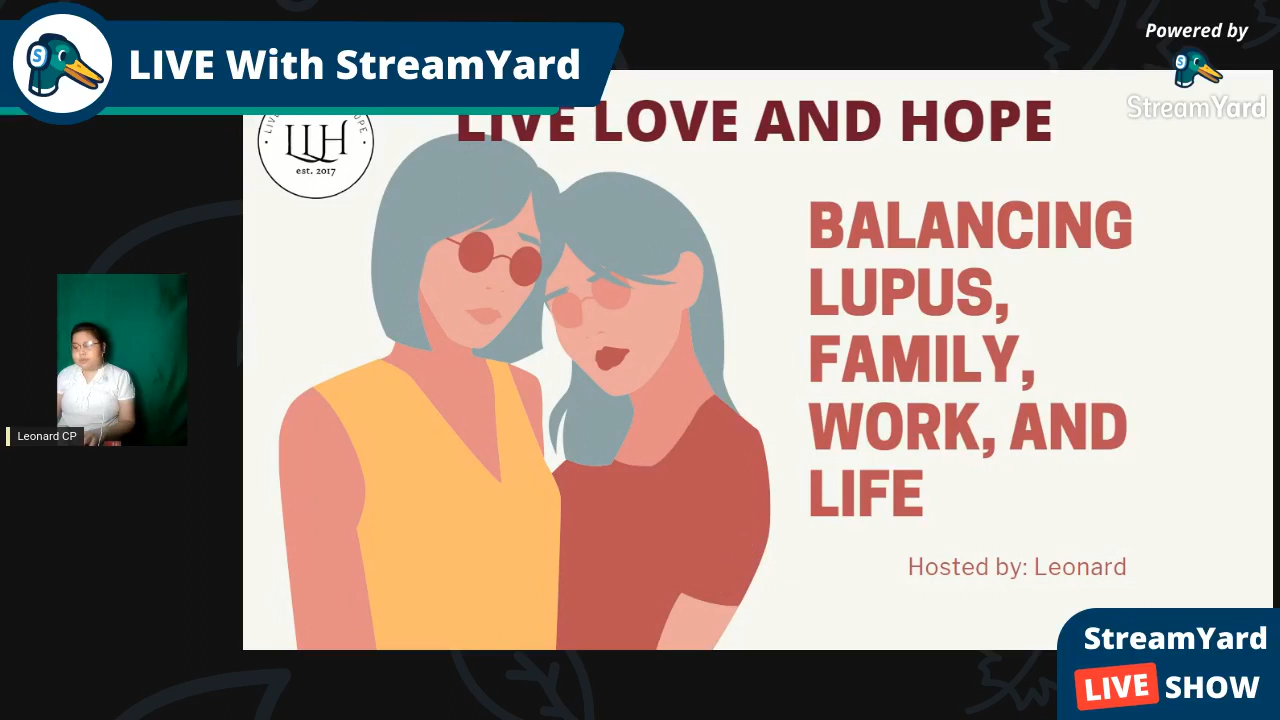 LIVE With StreamYard
Powered by
StreamYard
LIVE LOVE AND HOPE
LLH
est. 2017
BALANCING
LUPUS,
FAMILY,
WORK, AND
LIFE
Hosted by: Leonard
Leonard CP
StreamYard
LIVE SHOW